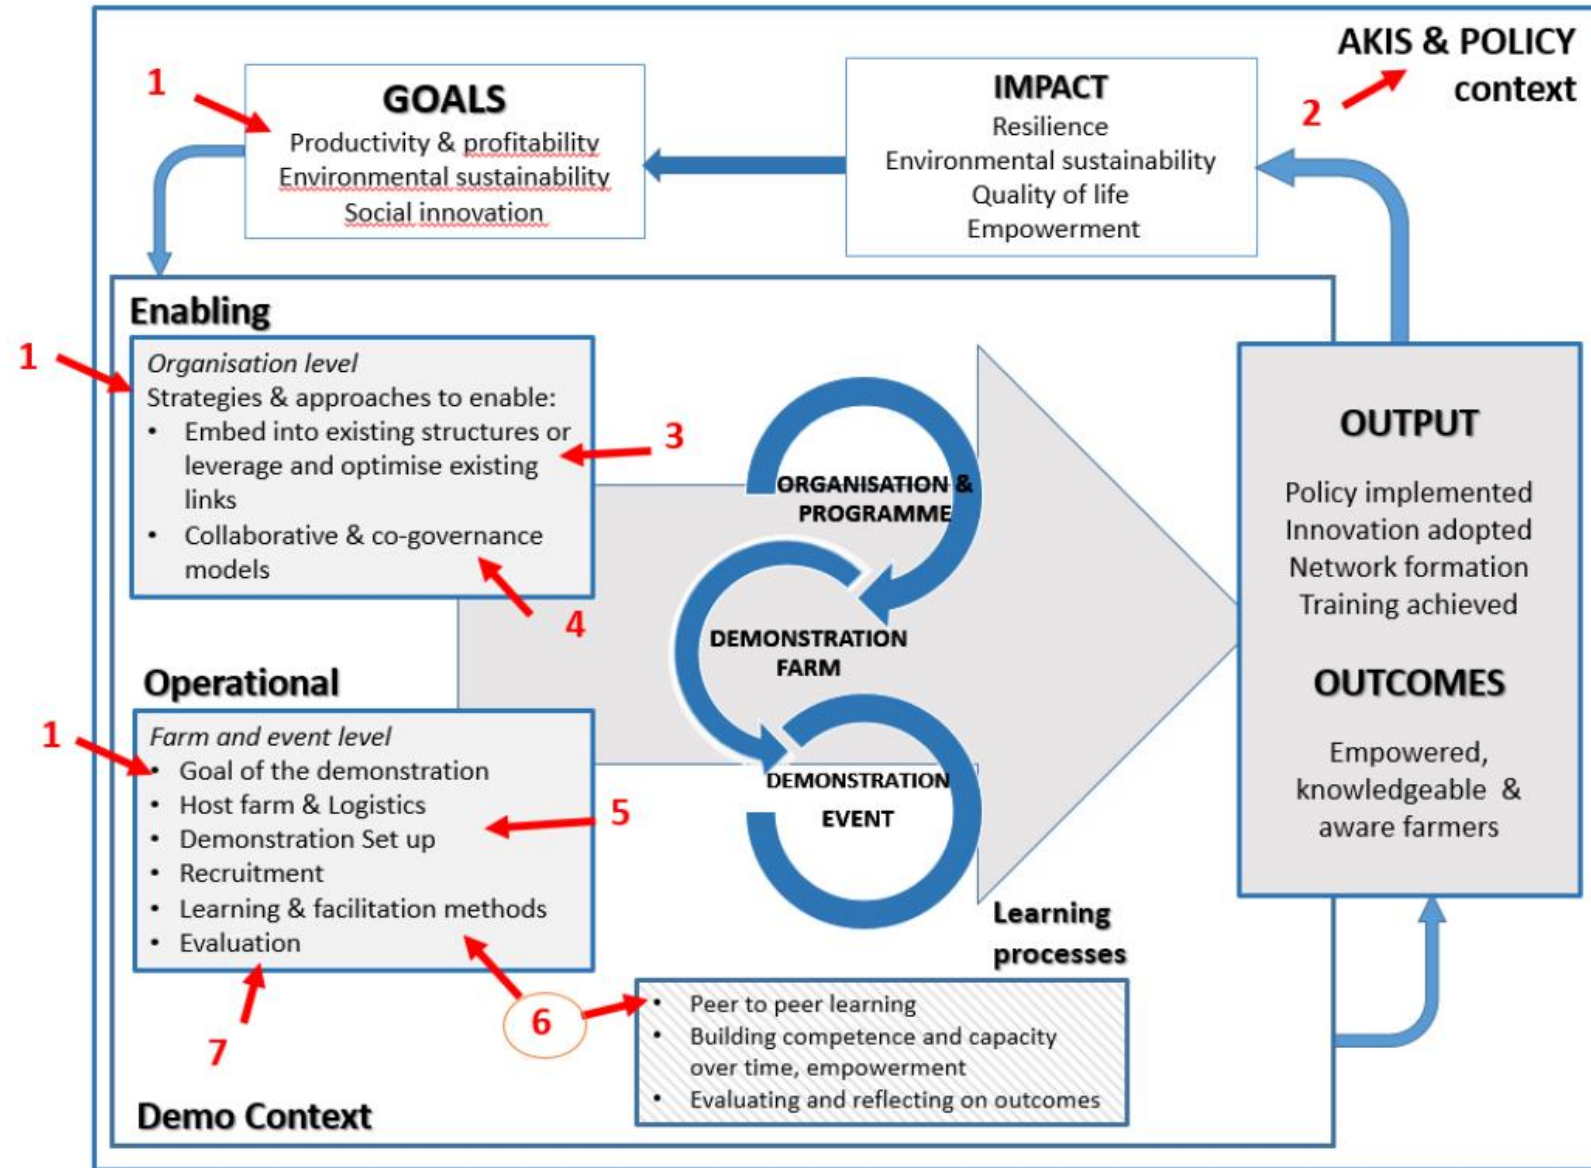 AKIS & POLICY
context
1
2
GOALS
Productivity & profitability
Environmental sustainability
Social innovation
IMPACT
Resilience
Environmental sustainability
Quality of life
Empowerment
Enabling
1
Organisation level
Strategies & approaches to enable:
• Embed into existing structures or
leverage and optimise existing
links
• Collaborative & co-governance
models
3
4
Operational
1
Farm and event level
• Goal of the demonstration
• Host farm & Logistics
• Demonstration Set up
• Recruitment
• Learning & facilitation methods
• Evaluation
5
6
7
ORGANISATION &
PROGRAMME
DEMONSTRATION
FARM
DEMONSTRATION
EVENT
Learning
processes
• Peer to peer learning
• Building competence and capacity
over time, empowerment
• Evaluating and reflecting on outcomes
Demo Context
OUTPUT
Policy implemented
Innovation adopted
Network formation
Training achieved
OUTCOMES
Empowered,
knowledgeable &
aware farmers